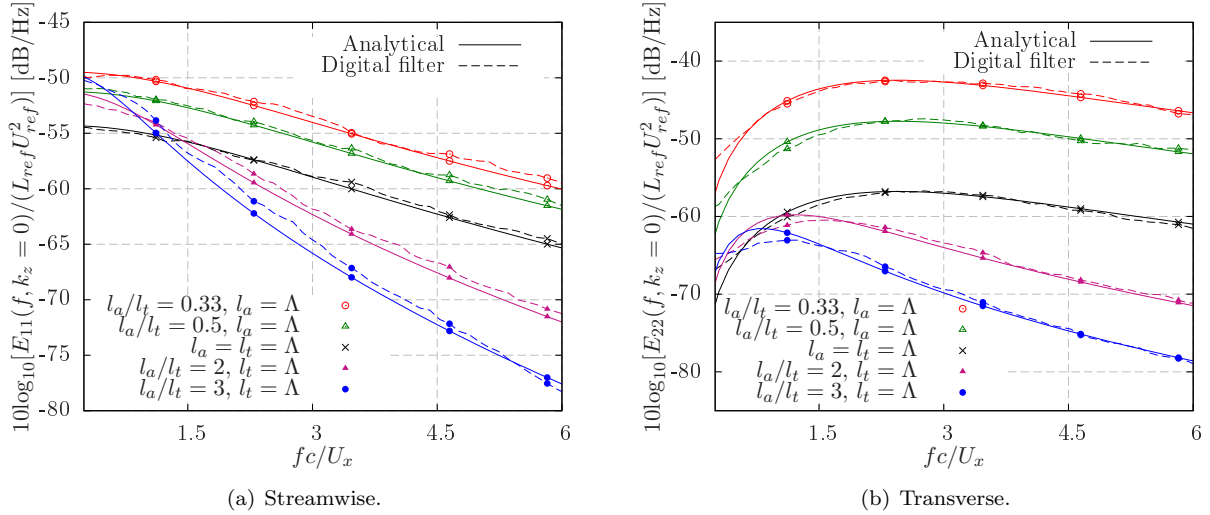 10log₁₀[E₁₁(f, k_z = 0)/(L_ref U²_ref)] [dB/Hz]
-45
-50
-55
-60
-65
-70
-75
-80
Analytical
Digital filter
l_a/l_t = 0.33, l_a = Λ
l_a/l_t = 0.5, l_a = Λ
l_a = l_t = Λ
l_a/l_t = 2, l_t = Λ
l_a/l_t = 3, l_t = Λ
1.5 3 4.5 6
fc/U_x
(a) Streamwise.
10log₁₀[E₂₂(f, k_z = 0)/(L_ref U²_ref)] [dB/Hz]
-40
-50
-60
-70
-80
Analytical
Digital filter
l_a/l_t = 0.33, l_a = Λ
l_a/l_t = 0.5, l_a = Λ
l_a = l_t = Λ
l_a/l_t = 2, l_t = Λ
l_a/l_t = 3, l_t = Λ
1.5 3 4.5 6
fc/U_x
(b) Transverse.